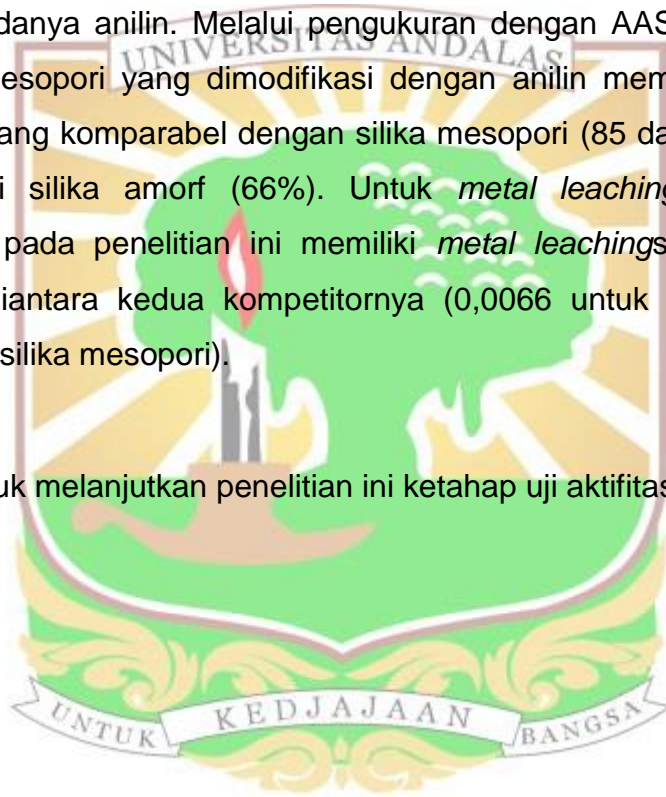 danya anilin. Melalui pengukuran dengan AAS
UNIVERSITAS ANDALAS
esopori yang dimodifikasi dengan anilin mem
ang komparabel dengan silika mesopori (85 da
i silika amorf (66%). Untuk metal leaching
pada penelitian ini memiliki metal leachings
iantara kedua kompetitornya (0,0066 untuk
silika mesopori).
uk melanjutkan penelitian ini ketahap uji aktifitas
UNTUK KEDJAJAAN BANGSA